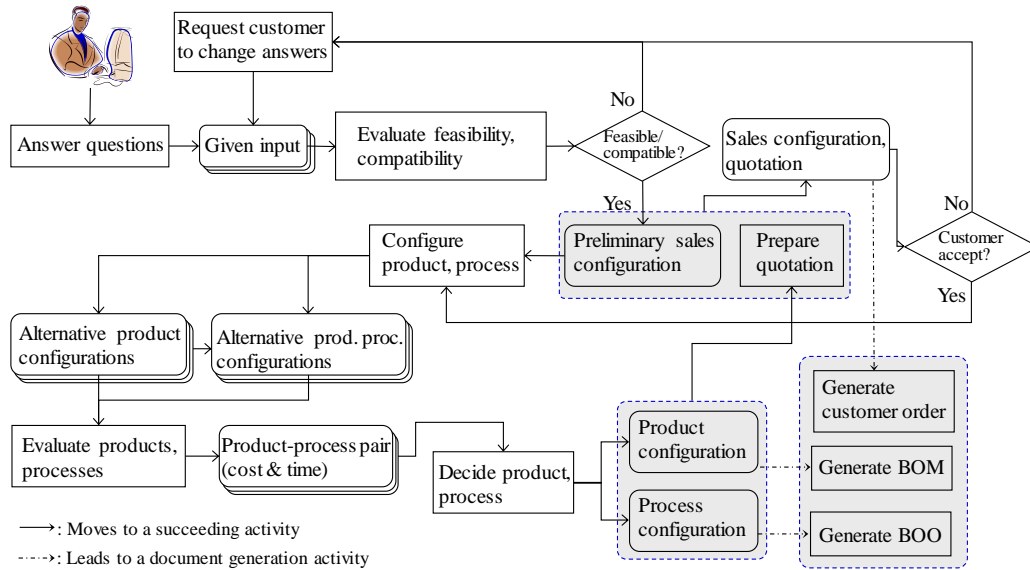 Request customer
to change answers
No
No
Answer questions
Given input
Evaluate feasibility,
compatibility
Feasible/
compatible?
Sales configuration,
quotation
Yes
Customer
accept?
Yes
Configure
product, process
Preliminary sales
configuration
Prepare
quotation
Alternative product
configurations
Alternative prod. proc.
configurations
Generate
customer order
Evaluate products,
processes
Product-process pair
(cost & time)
Decide product,
process
Product
configuration
Generate BOM
Process
configuration
Generate BOO
: Moves to a succeeding activity
: Leads to a document generation activity